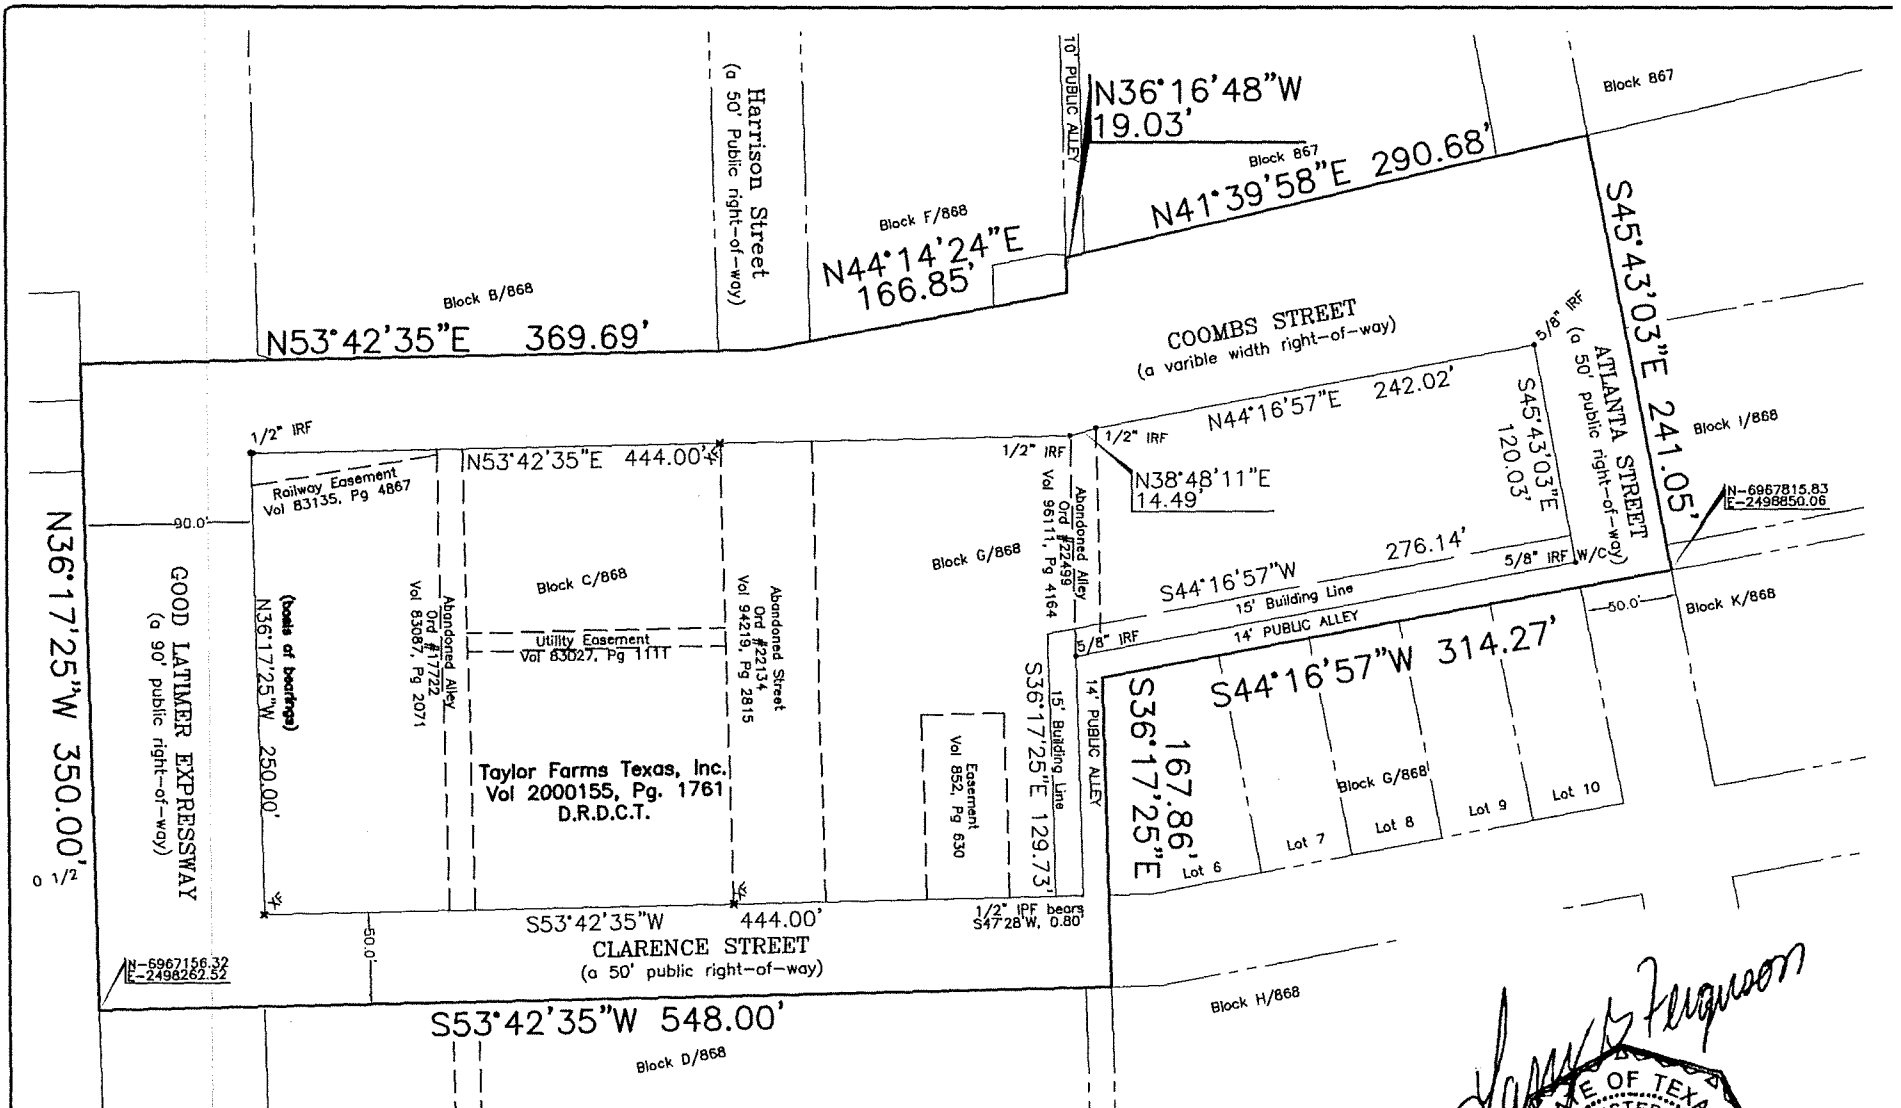 Harrison Street
(a 50' Public right-of-way)
10' PUBLIC ALLEY
N36°16'48"W
19.03'
Block 867
Block 867
N41°39'58"E 290.68'
Block F/868
N44°14'24"E
166.85'
Block B/868
N53°42'35"E 369.69'
COOMBS STREET
(a varible width right-of-way)
5/8" IRF
ATLANTA STREET
(a 50' public right-of-way)
S45°43'03"E 241.05'
N44°16'57"E 242.02'
S45°43'03"E
120.03'
Block I/868
N-6967815.83
E-2498850.06
1/2" IRF
N53°42'35"E 444.00'
1/2" IRF
1/2" IRF
N38°48'11"E
14.49'
Railway Easement
Vol 83135, Pg 4867
90.0'
N36°17'25"W 350.00'
GOOD LATIMER EXPRESSWAY
(a 90' public right-of-way)
(basis of bearings)
N36°17'25"W 250.00'
Abandoned Alley
Ord #17722
Vol 83087, Pg 2071
Block C/868
Utility Easement
Vol 83027, Pg 1111
Abandoned Street
Ord #22134
Vol 94219, Pg 2815
Block G/868
Abandoned Alley
Ord #22499
Vol 96111, Pg 4164
S44°16'57"W 276.14'
15' Building Line
5/8" IRF W/C
5/8" IRF
14' PUBLIC ALLEY
50.0'
Block K/868
S44°16'57"W 314.27'
Taylor Farms Texas, Inc.
Vol 2000155, Pg. 1761
D.R.D.C.T.
Easement
Vol 8552, Pg 630
S36°17'25"E 129.73'
15' Building Line
14' PUBLIC ALLEY
S36°17'25"E
167.86'
Block G/868
Lot 6
Lot 7
Lot 8
Lot 9
Lot 10
0 1/2
S53°42'35"W 444.00'
1/2" IPF bears
S47°28'W, 0.80'
CLARENCE STREET
(a 50' public right-of-way)
50.0'
N-6967156.32
E-2498262.52
S53°42'35"W 548.00'
Block D/868
Block H/868
Ferguson
E OF TEXA